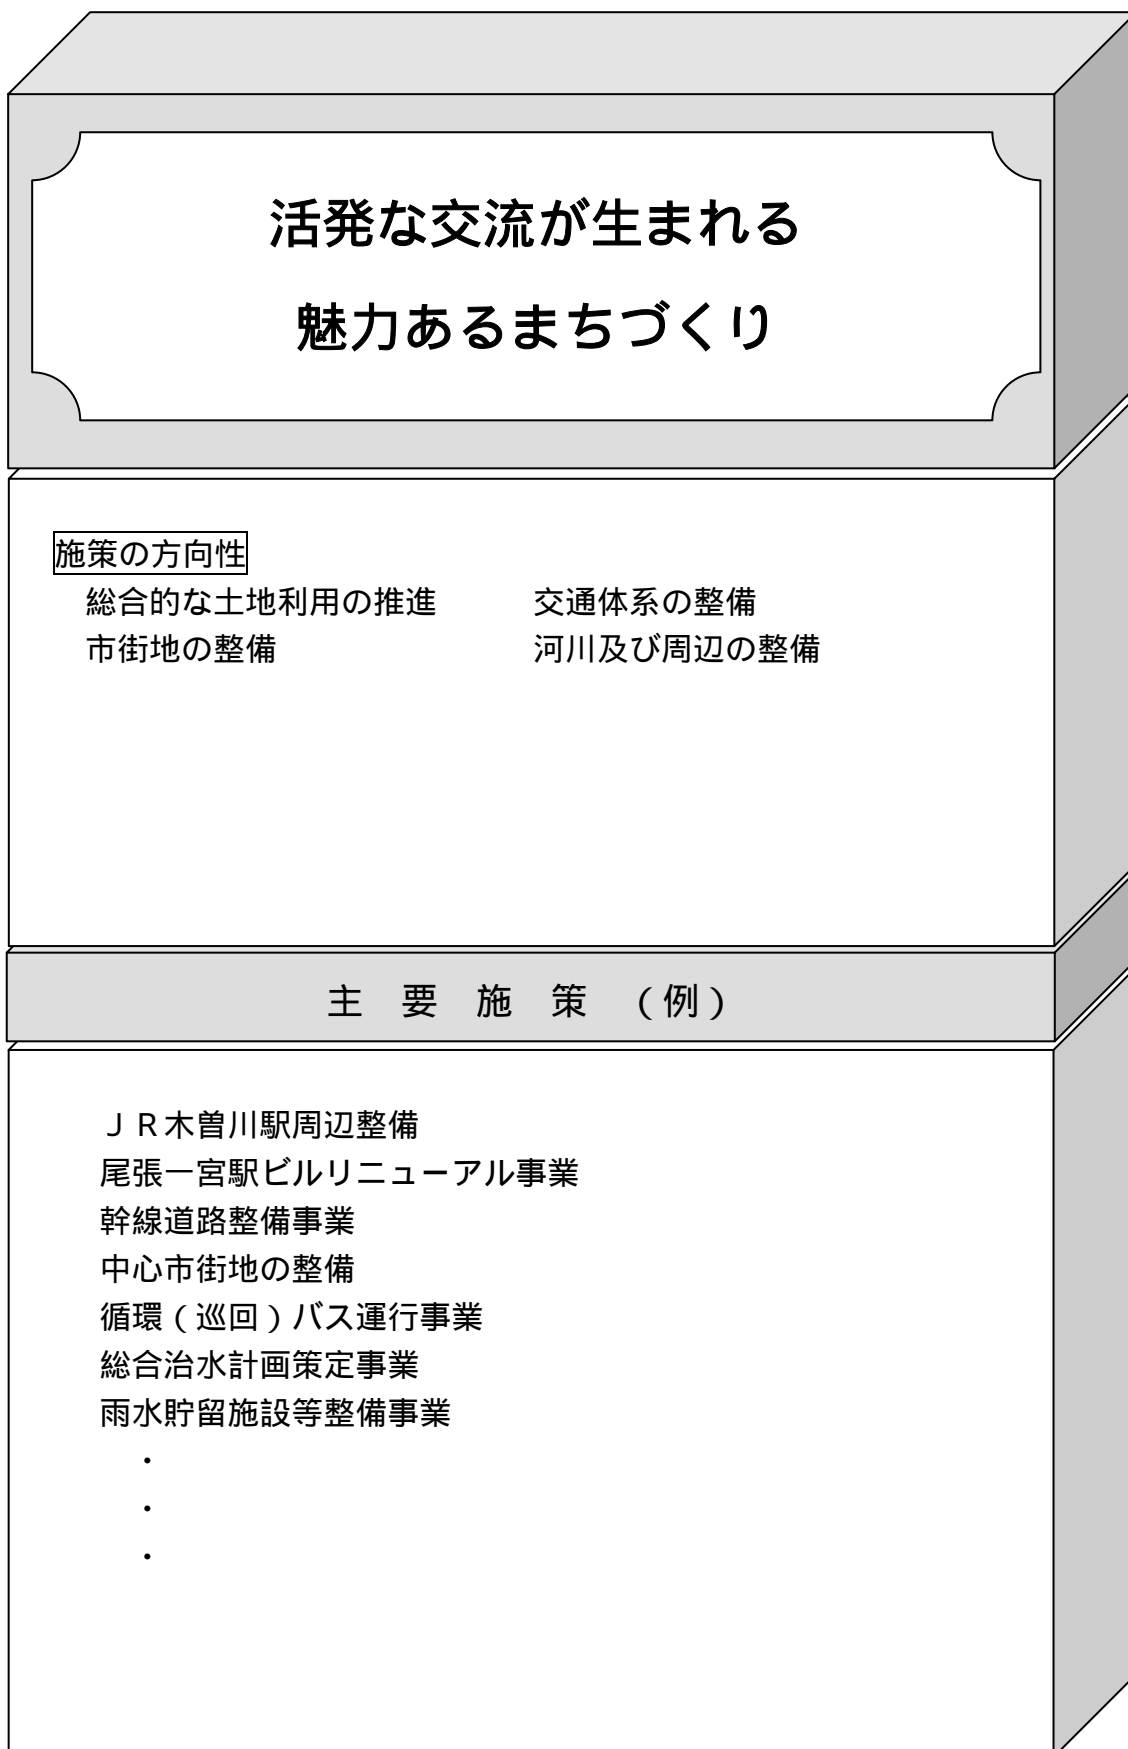 活発な交流が生まれる
魅力あるまちづくり
施策の方向性
総合的な土地利用の推進　　　交通体系の整備
市街地の整備　　　　　　　　河川及び周辺の整備
主　要　施　策　（例）
ＪＲ木曽川駅周辺整備
尾張一宮駅ビルリニューアル事業
幹線道路整備事業
中心市街地の整備
循環（巡回）バス運行事業
総合治水計画策定事業
雨水貯留施設等整備事業
・
・
・